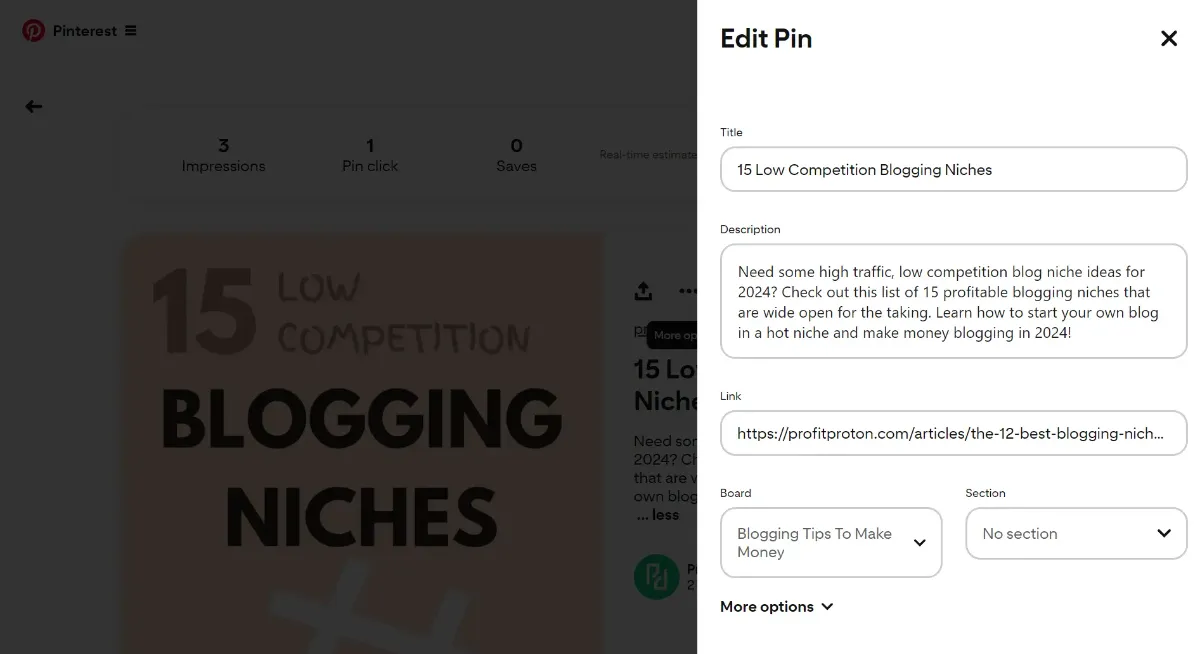 Pinterest
3
Impressions
1
Pin click
0
Saves
Real-time estimate
15 LOW
COMPETITION
BLOGGING
NICHES
More op
15 Lo
Niche
Need so
2024? C
that are
own blog
... less
Edit Pin
Title
15 Low Competition Blogging Niches
Description
Need some high traffic, low competition blog niche ideas for
2024? Check out this list of 15 profitable blogging niches that
are wide open for the taking. Learn how to start your own blog
in a hot niche and make money blogging in 2024!
Link
https://profitproton.com/articles/the-12-best-blogging-nich...
Board
Section
Blogging Tips To Make
Money
No section
More options